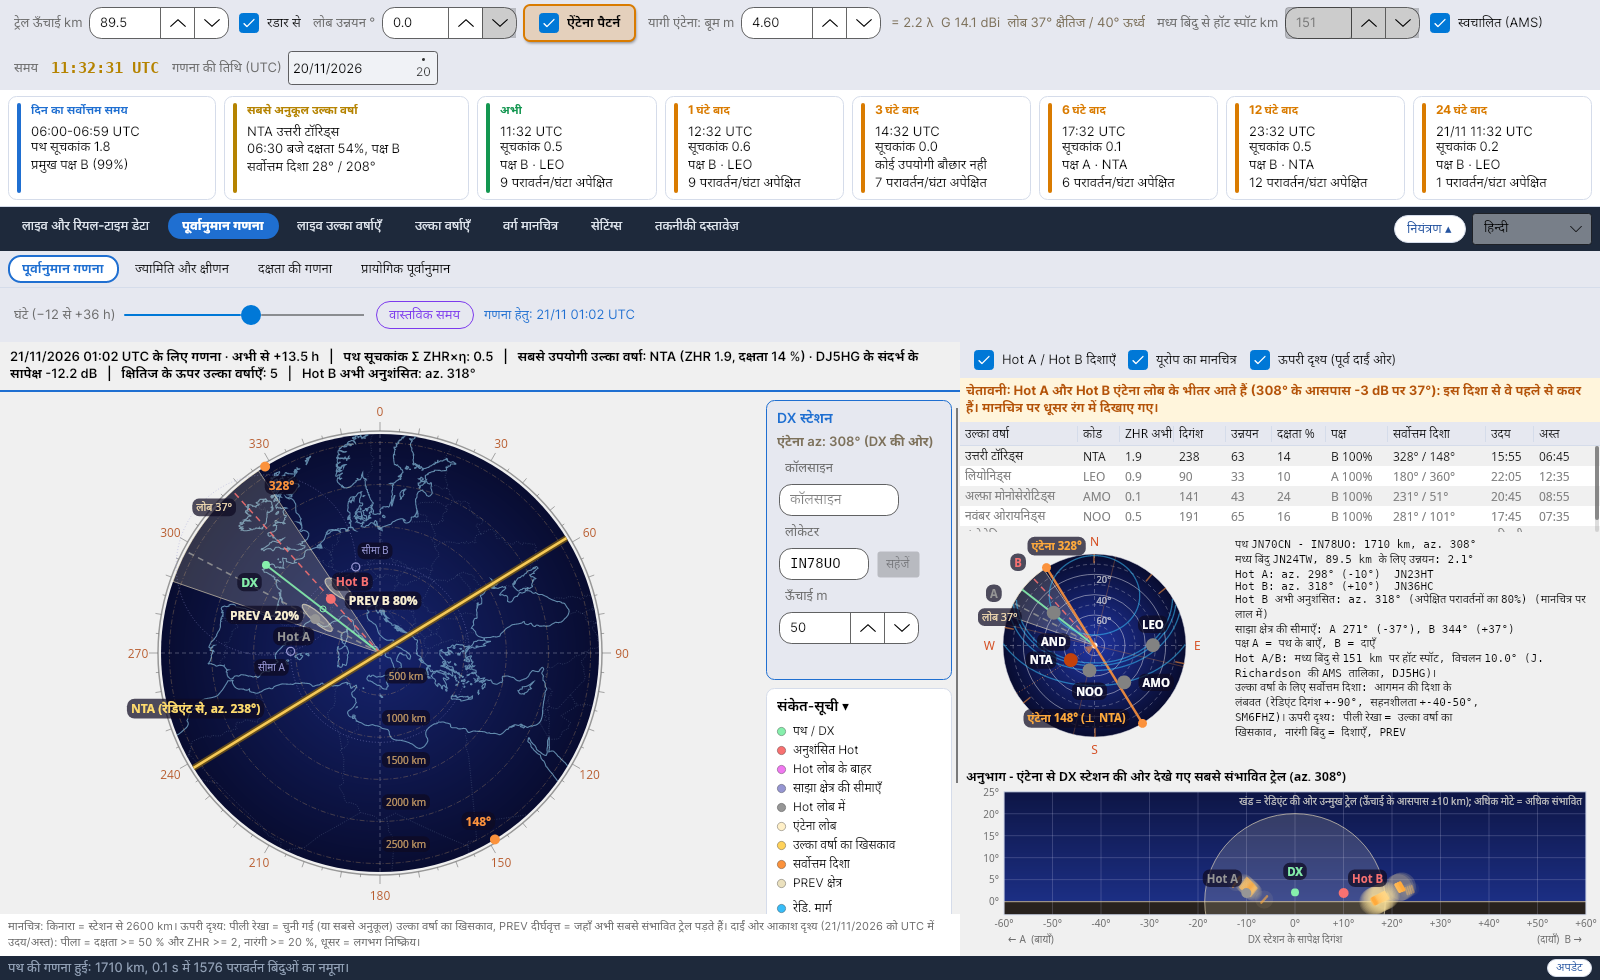 ट्रेल ऊँचाई km 89.5 रडार से लोब उन्नयन ° 0.0 ऍंटेना पैटर्न यागी एंटेना: बूम m 4.60 = 2.2 λ G 14.1 dBi लोब 37° क्षैतिज / 40° ऊर्ध्व मध्य बिंदु से हॉट स्पॉट km 151 स्वचालित (AMS)
समय 11:32:31 UTC गणना की तिथि (UTC) 20/11/2026 20
दिन का सर्वोत्तम समय
06:00-06:59 UTC
पथ सूचकांक 1.8
प्रमुख पक्ष B (99%)
सबसे अनुकूल उल्का वर्षा
NTA उत्तरी टॉरिड्स
06:30 बजे दक्षता 54%, पक्ष B
सर्वोत्तम दिशा 28° / 208°
अभी
11:32 UTC
सूचकांक 0.5
पक्ष B · LEO
9 परावर्तन/घंटा अपेक्षित
1 घंटे बाद
12:32 UTC
सूचकांक 0.6
पक्ष B · LEO
9 परावर्तन/घंटा अपेक्षित
3 घंटे बाद
14:32 UTC
सूचकांक 0.0
कोई उपयोगी बौछार नहीं
7 परावर्तन/घंटा अपेक्षित
6 घंटे बाद
17:32 UTC
सूचकांक 0.1
पक्ष A · NTA
6 परावर्तन/घंटा अपेक्षित
12 घंटे बाद
23:32 UTC
सूचकांक 0.5
पक्ष B · NTA
12 परावर्तन/घंटा अपेक्षित
24 घंटे बाद
21/11 11:32 UTC
सूचकांक 0.2
पक्ष B · LEO
1 परावर्तन/घंटा अपेक्षित
लाइव और रियल-टाइम डेटा पूर्वानुमान गणना लाइव उल्का वर्षाएँ उल्का वर्षाएँ वर्ग मानचित्र सेटिंग्स तकनीकी दस्तावेज़ नियंत्रण ▴ हिन्दी
पूर्वानुमान गणना ज्यामिति और क्षीणन दक्षता की गणना प्रायोगिक पूर्वानुमान
घंटे (−12 से +36 h) वास्तविक समय गणना हेतु: 21/11 01:02 UTC
21/11/2026 01:02 UTC के लिए गणना · अभी से +13.5 h | पथ सूचकांक Σ ZHR×η: 0.5 | सबसे उपयोगी उल्का वर्षा: NTA (ZHR 1.9, दक्षता 14 %) · DJ5HG के संदर्भ के
सापेक्ष -12.2 dB | क्षितिज के ऊपर उल्का वर्षाएँ: 5 | Hot B अभी अनुशंसित: az. 318°
0
330 30
328°
लोब 37°
300 60
सीमा B
DX Hot B
PREV B 80%
PREV A 20%
Hot A
270 90
सीमा A
500 km
NTA (रेडिएंट से, az. 238°)
1000 km
1500 km
240 120
2000 km
148°
2500 km
210 150
180
DX स्टेशन
एंटेना az: 308° (DX की ओर)
कॉलसाइन
कॉलसाइन
लोकेटर
IN78UO सहेजें
ऊँचाई m
50
संकेत-सूची ▾
पथ / DX
अनुशंसित Hot
Hot लोब के बाहर
साझा क्षेत्र की सीमाएँ
Hot लोब में
एंटेना लोब
उल्का वर्षा का खिसकाव
सर्वोत्तम दिशा
PREV क्षेत्र
रेडि. मार्ग
मानचित्र: किनारा = स्टेशन से 2600 km। ऊपरी दृश्य: पीली रेखा = चुनी गई (या सबसे अनुकूल) उल्का वर्षा का खिसकाव, PREV दीर्घवृत्त = जहाँ अभी सबसे संभावित ट्रेल पड़ते हैं। दाईं ओर आकाश दृश्य (21/11/2026 को UTC में
उदय/अस्त): पीला = दक्षता >= 50 % और ZHR >= 2, नारंगी >= 20 %, धूसर = लगभग निष्क्रिय।
Hot A / Hot B दिशाएँ यूरोप का मानचित्र ऊपरी दृश्य (पूर्व दाईं ओर)
चेतावनी: Hot A और Hot B एंटेना लोब के भीतर आते हैं (308° के आसपास -3 dB पर 37°): इस दिशा से वे पहले से कवर
हैं। मानचित्र पर धूसर रंग में दिखाए गए।
उल्का वर्षा कोड ZHR अभी दिगंश उन्नयन दक्षता % पक्ष सर्वोत्तम दिशा उदय अस्त
उत्तरी टॉरिड्स NTA 1.9 238 63 14 B 100% 328° / 148° 15:55 06:45
लियोनिड्स LEO 0.9 90 33 10 A 100% 180° / 360° 22:05 12:35
अल्फ़ा मोनोसेरोटिड्स AMO 0.1 141 43 24 B 100% 231° / 51° 20:45 08:55
नवंबर ओरायनिड्स NOO 0.5 191 65 16 B 100% 281° / 101° 17:45 07:35
एंटेना 328° N
B
20°
A 40°
लोब 37° 60°
LEO
W AND E
NTA
NOO AMO
एंटेना 148° (⊥ NTA)
S
पथ JN70CN - IN78UO: 1710 km, az. 308°
मध्य बिंदु JN24TW, 89.5 km के लिए उन्नयन: 2.1°
Hot A: az. 298° (-10°) JN23HT
Hot B: az. 318° (+10°) JN36HC
Hot B अभी अनुशंसित: az. 318° (अपेक्षित परावर्तनों का 80%) (मानचित्र पर
लाल में)
साझा क्षेत्र की सीमाएँ: A 271° (-37°), B 344° (+37°)
पक्ष A = पथ के बाएँ, B = दाएँ
Hot A/B: मध्य बिंदु से 151 km पर हॉट स्पॉट, विचलन 10.0° (J.
Richardson की AMS तालिका, DJ5HG)।
उल्का वर्षा के लिए सर्वोत्तम दिशा: आगमन की दिशा के
लंबवत (रेडिएंट दिगंश +-90°, सहनशीलता +-40-50°,
SM6FHZ)। ऊपरी दृश्य: पीली रेखा = उल्का वर्षा का
खिसकाव, नारंगी बिंदु = दिशाएँ, PREV
अनुभाग - एंटेना से DX स्टेशन की ओर देखे गए सबसे संभावित ट्रेल (az. 308°)
खंड = रेडिएंट की ओर उन्मुख ट्रेल (ऊँचाई के आसपास ±10 km); अधिक मोटे = अधिक संभावित
25°
20°
15°
10°
5°
0°
Hot A DX Hot B
-60° -50° -40° -30° -20° -10° 0° +10° +20° +30° +40° +50° +60°
← A (बायाँ) DX स्टेशन के सापेक्ष दिगंश (दायाँ) B →
पथ की गणना हुई: 1710 km, 0.1 s में 1576 परावर्तन बिंदुओं का नमूना। अपडेट